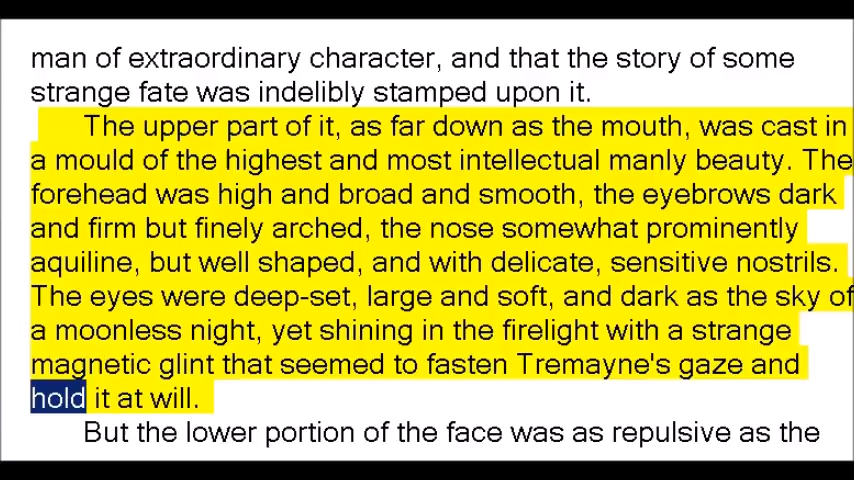 man of extraordinary character, and that the story of some
strange fate was indelibly stamped upon it.
The upper part of it, as far down as the mouth, was cast in
a mould of the highest and most intellectual manly beauty. The
forehead was high and broad and smooth, the eyebrows dark
and firm but finely arched, the nose somewhat prominently
aquiline, but well shaped, and with delicate, sensitive nostrils.
The eyes were deep-set, large and soft, and dark as the sky of
a moonless night, yet shining in the firelight with a strange
magnetic glint that seemed to fasten Tremayne's gaze and
hold it at will.
But the lower portion of the face was as repulsive as the